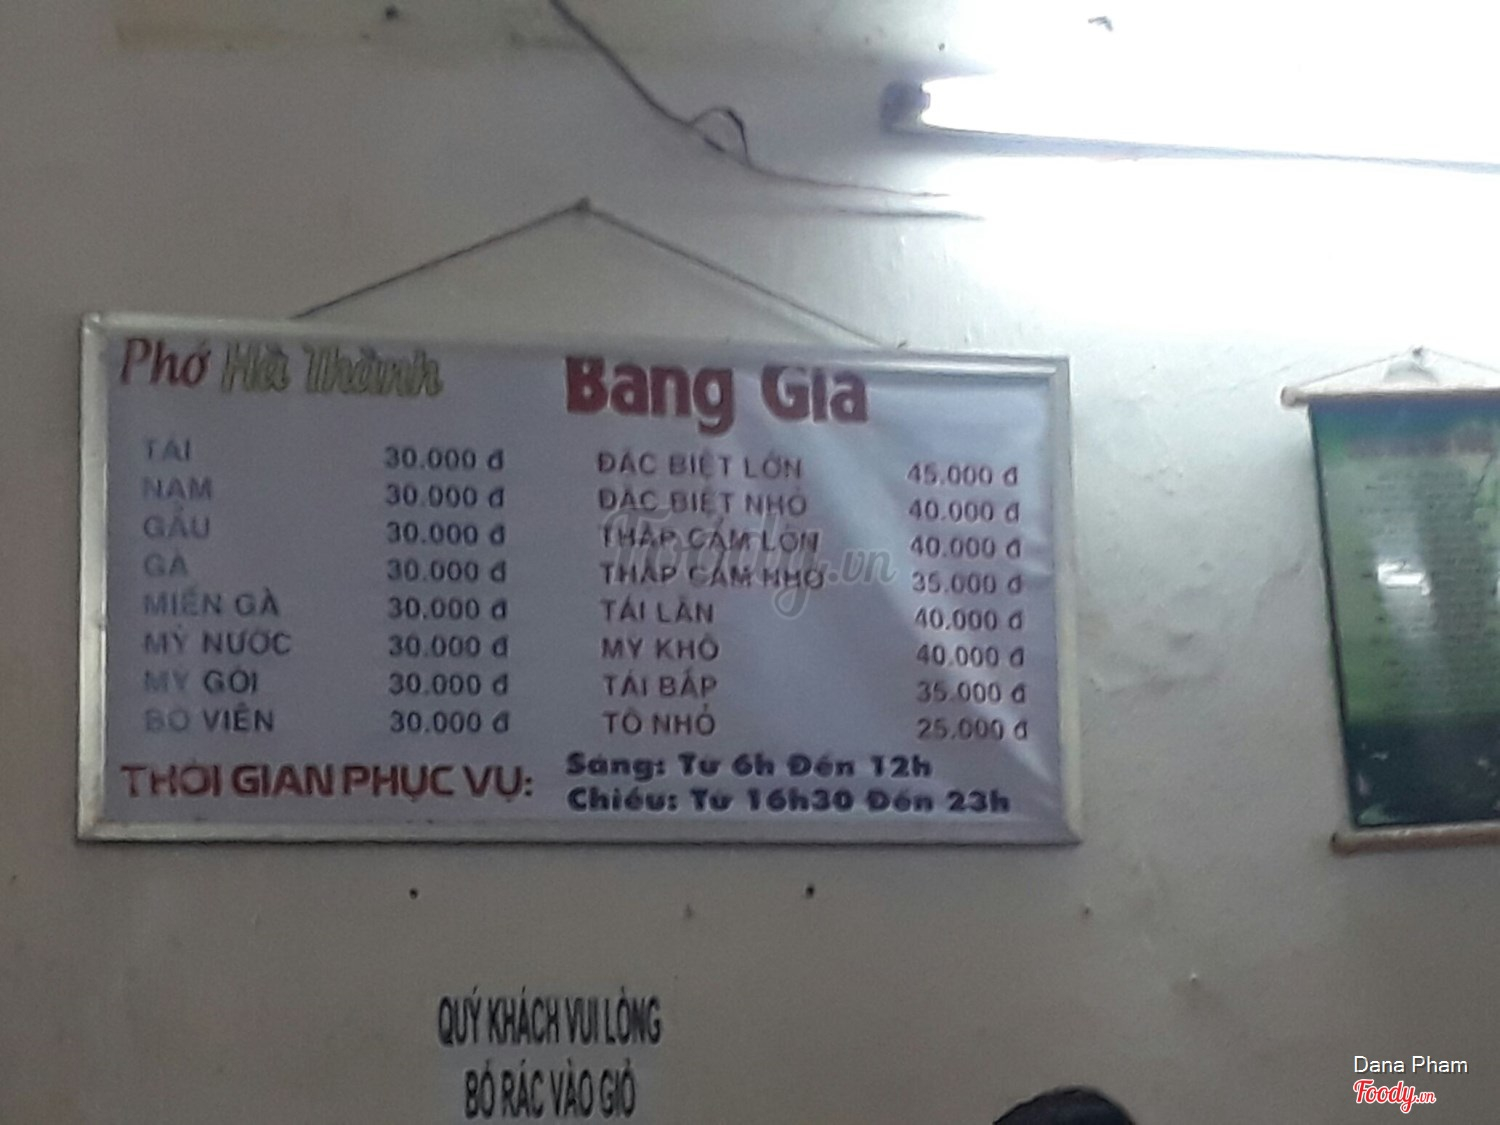 Phở Hà Thành
Bảng Giá
TÁI 30.000 đ
NẠM 30.000 đ
GẦU 30.000 đ
GÀ 30.000 đ
MIẾN GÀ 30.000 đ
MỲ NƯỚC 30.000 đ
MỲ GÓI 30.000 đ
BÒ VIÊN 30.000 đ
ĐẶC BIỆT LỚN 45.000 đ
ĐẶC BIỆT NHỎ 40.000 đ
THẬP CẨM LỚN 40.000 đ
THẬP CẨM NHỎ 35.000 đ
TÁI LĂN 40.000 đ
MỲ KHÔ 40.000 đ
TÁI BẮP 35.000 đ
TÔ NHỎ 25.000 đ
THỜI GIAN PHỤC VỤ:
Sáng: Từ 6h Đến 12h
Chiều: Từ 16h30 Đến 23h
Foody.vn
QUÝ KHÁCH VUI LÒNG
BỎ RÁC VÀO GIỎ
Dana Pham
Foody.vn